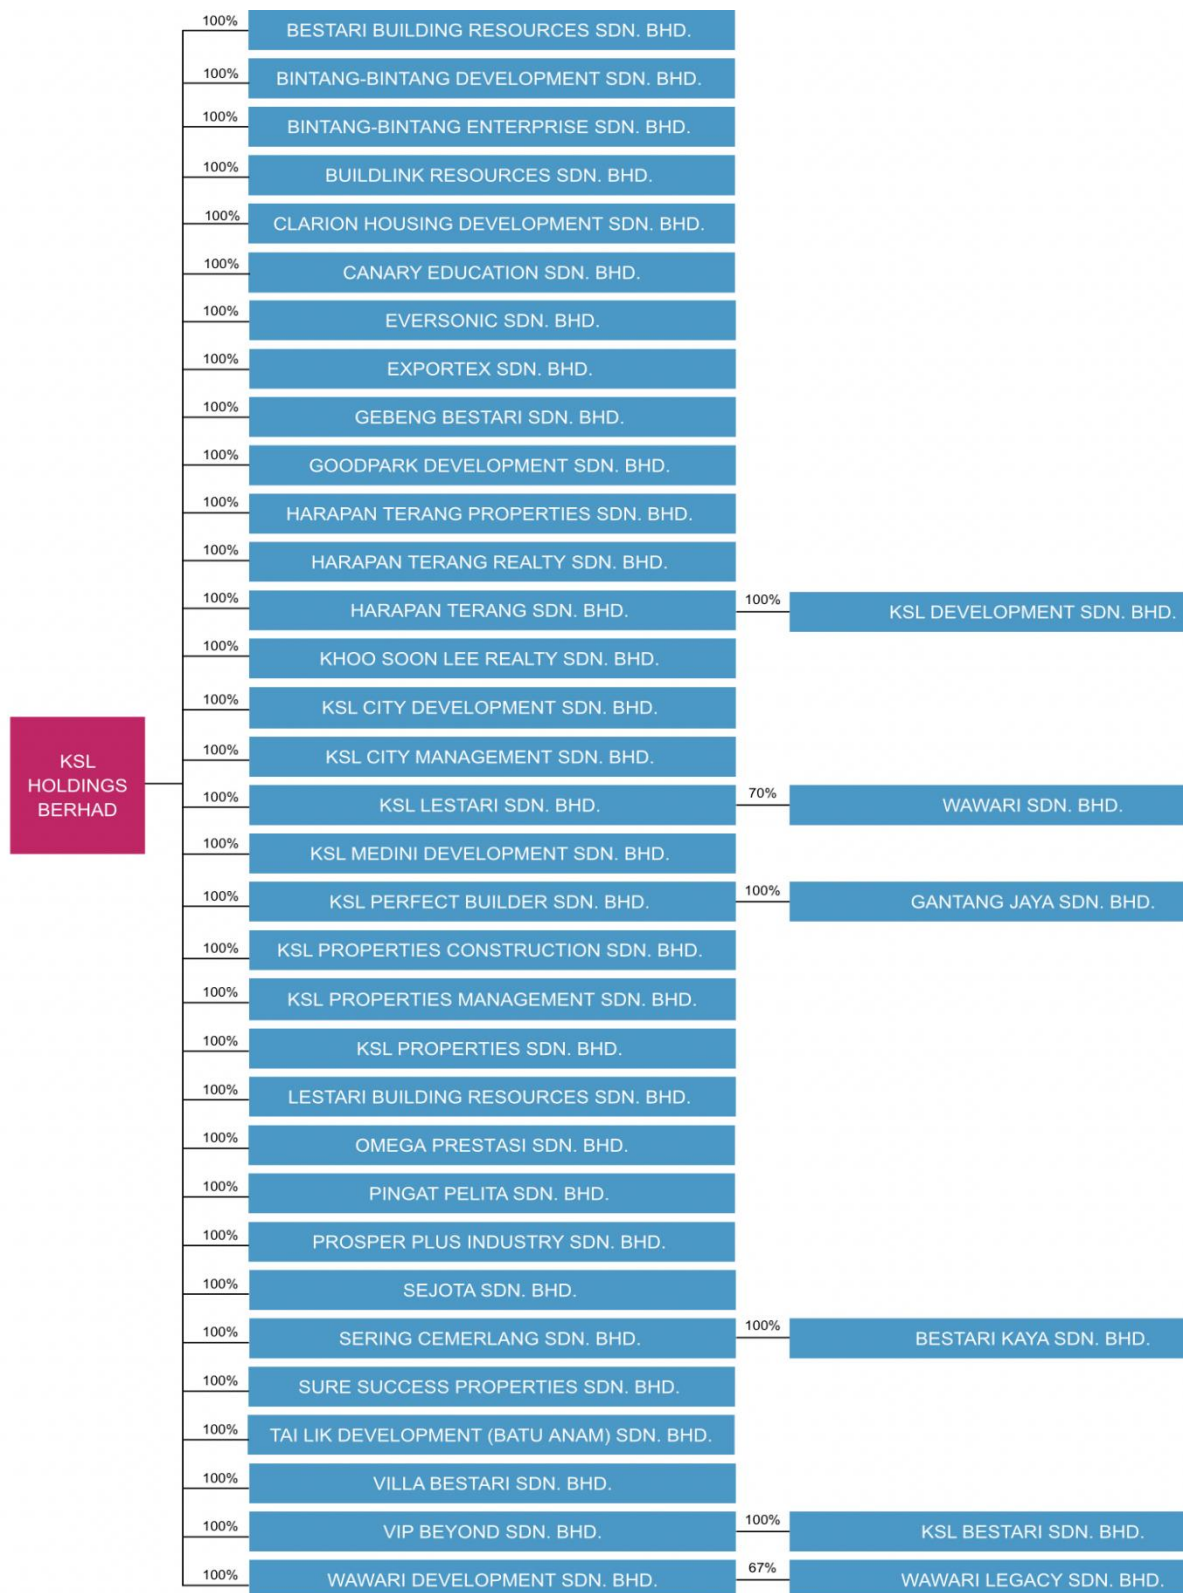 100%
BESTARI BUILDING RESOURCES SDN. BHD.
100%
BINTANG-BINTANG DEVELOPMENT SDN. BHD.
100%
BINTANG-BINTANG ENTERPRISE SDN. BHD.
100%
BUILDLINK RESOURCES SDN. BHD.
100%
CLARION HOUSING DEVELOPMENT SDN. BHD.
100%
CANARY EDUCATION SDN. BHD.
100%
EVERSONIC SDN. BHD.
100%
EXPORTEX SDN. BHD.
100%
GEBENG BESTARI SDN. BHD.
100%
GOODPARK DEVELOPMENT SDN. BHD.
100%
HARAPAN TERANG PROPERTIES SDN. BHD.
100%
HARAPAN TERANG REALTY SDN. BHD.
100%
HARAPAN TERANG SDN. BHD.
100%
KSL DEVELOPMENT SDN. BHD.
100%
KHOO SOON LEE REALTY SDN. BHD.
100%
KSL CITY DEVELOPMENT SDN. BHD.
KSL
HOLDINGS
BERHAD
100%
KSL CITY MANAGEMENT SDN. BHD.
100%
KSL LESTARI SDN. BHD.
70%
WAWARI SDN. BHD.
100%
KSL MEDINI DEVELOPMENT SDN. BHD.
100%
KSL PERFECT BUILDER SDN. BHD.
100%
GANTANG JAYA SDN. BHD.
100%
KSL PROPERTIES CONSTRUCTION SDN. BHD.
100%
KSL PROPERTIES MANAGEMENT SDN. BHD.
100%
KSL PROPERTIES SDN. BHD.
100%
LESTARI BUILDING RESOURCES SDN. BHD.
100%
OMEGA PRESTASI SDN. BHD.
100%
PINGAT PELITA SDN. BHD.
100%
PROSPER PLUS INDUSTRY SDN. BHD.
100%
SEJOTA SDN. BHD.
100%
SERING CEMERLANG SDN. BHD.
100%
BESTARI KAYA SDN. BHD.
100%
SURE SUCCESS PROPERTIES SDN. BHD.
100%
TAI LIK DEVELOPMENT (BATU ANAM) SDN. BHD.
100%
VILLA BESTARI SDN. BHD.
100%
VIP BEYOND SDN. BHD.
100%
KSL BESTARI SDN. BHD.
100%
WAWARI DEVELOPMENT SDN. BHD.
67%
WAWARI LEGACY SDN. BHD.